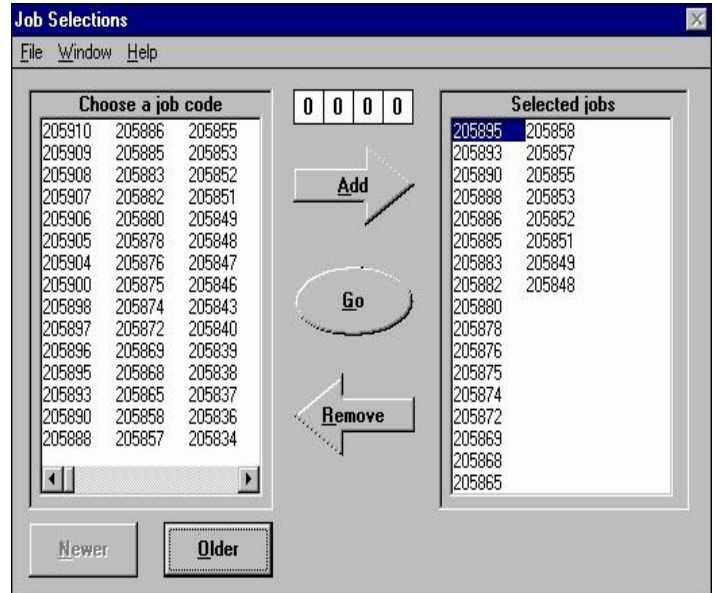 Job Selections
File Window Help
Choose a job code
0 0 0 0
Selected jobs
205910 205886 205855
205909 205885 205853
205908 205883 205852
205907 205882 205851
205906 205880 205849
205905 205878 205848
205904 205876 205847
205900 205875 205846
205898 205874 205843
205897 205872 205840
205896 205869 205839
205895 205868 205838
205893 205865 205837
205890 205858 205836
205888 205857 205834
Add
Go
Remove
205895 205858
205893 205857
205890 205855
205888 205853
205886 205852
205885 205851
205883 205849
205882 205848
205880
205878
205876
205875
205874
205872
205869
205868
205865
Newer
Older